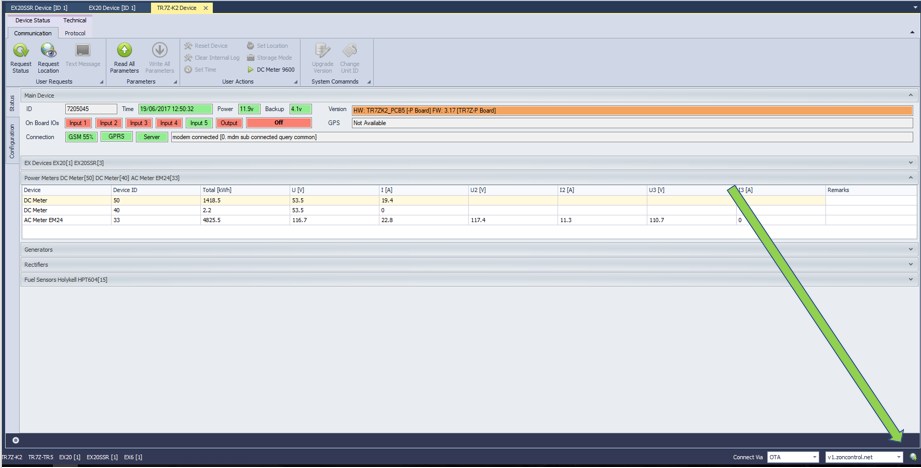 EX20SSR Device [ID 1] EX20 Device [ID 1] TR7Z-K2 Device
Device Status Technical
Communication Protocol
Request Status Request Location Text Message Read All Parameters Write All Parameters Reset Device Clear Internal Log Set Time Set Location Storage Mode DC Meter 9600 Upgrade Version Change Unit ID
User Requests Parameters User Actions System Comamnds
Status
Configuration
Main Device
ID 7205045 Time 19/06/2017 12:50:32 Power 11.9v Backup 4.1v Version HW: TR7ZK2_PCB5 [-P Board] FW: 3.17 [TR7Z-P Board]
On Board IOs Input 1 Input 2 Input 3 Input 4 Input 5 Output Off GPS Not Available
Connection GSM 55% GPRS Server modem connected [0. mdm sub connected query common]
EX Devices EX20[1] EX20SSR[3]
Power Meters DC Meter[50] DC Meter[40] AC Meter EM24[33]
Device Device ID Total [kWh] U [V] I [A] U2 [V] I2 [A] U3 [V] I3 [A] Remarks
DC Meter 50 1418.5 53.5 19.4
DC Meter 40 2.2 53.5 0
AC Meter EM24 33 4825.5 116.7 22.8 117.4 11.3 110.7 0
Generators
Rectifiers
Fuel Sensors Holykell HPT604[15]
TR7Z-K2 TR7Z-TR5 EX20 [1] EX20SSR [1] EX6 [1] Connect Via OTA v1.zoncontrol.net